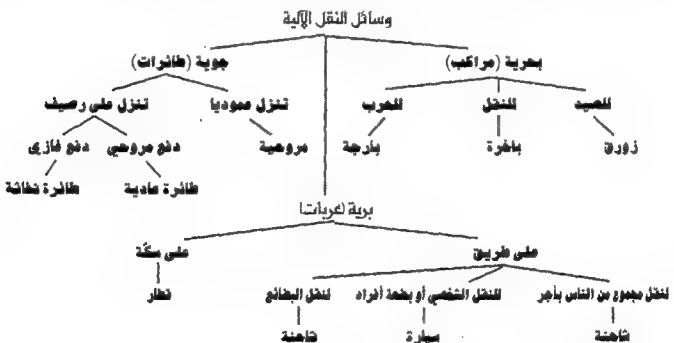 وسائل النقل الآلية
بحرية (مراكب) جوية (طائرات)
للصيد للنقل للحرب تنزل عموديا تنزل على رصيف
زورق باخرة بارجة مروحية دفع مروحي دفع غازي
طائرة عادية طائرة نفاثة
برية (عربات)
على طريق على سكّة
لنقل مجموع من الناس بأجر للنقل الشخصي أو بضعة أفراد لنقل البضائع قطار
شاحنة سيارة شاحنة